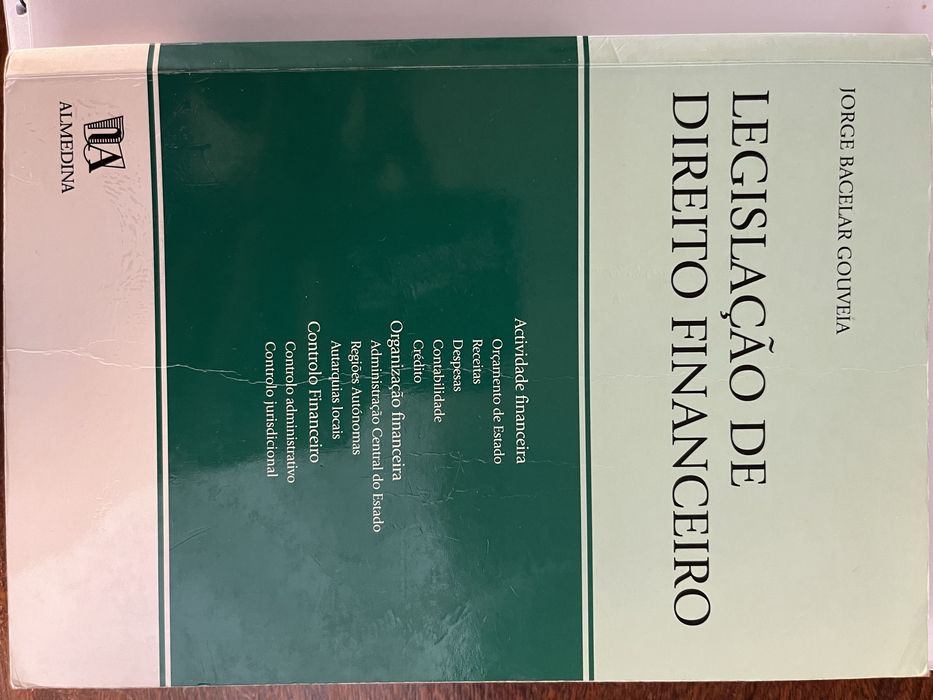 JORGE BACELAR GOUVEIA
LEGISLAÇÃO DE
DIREITO FINANCEIRO
Actividade financeira
Orçamento de Estado
Receitas
Despesas
Contabilidade
Crédito
Organização financeira
Administração Central do Estado
Regiões Autónomas
Autarquias locais
Controlo Financeiro
Controlo administrativo
Controlo jurisdicional
ALMEDINA